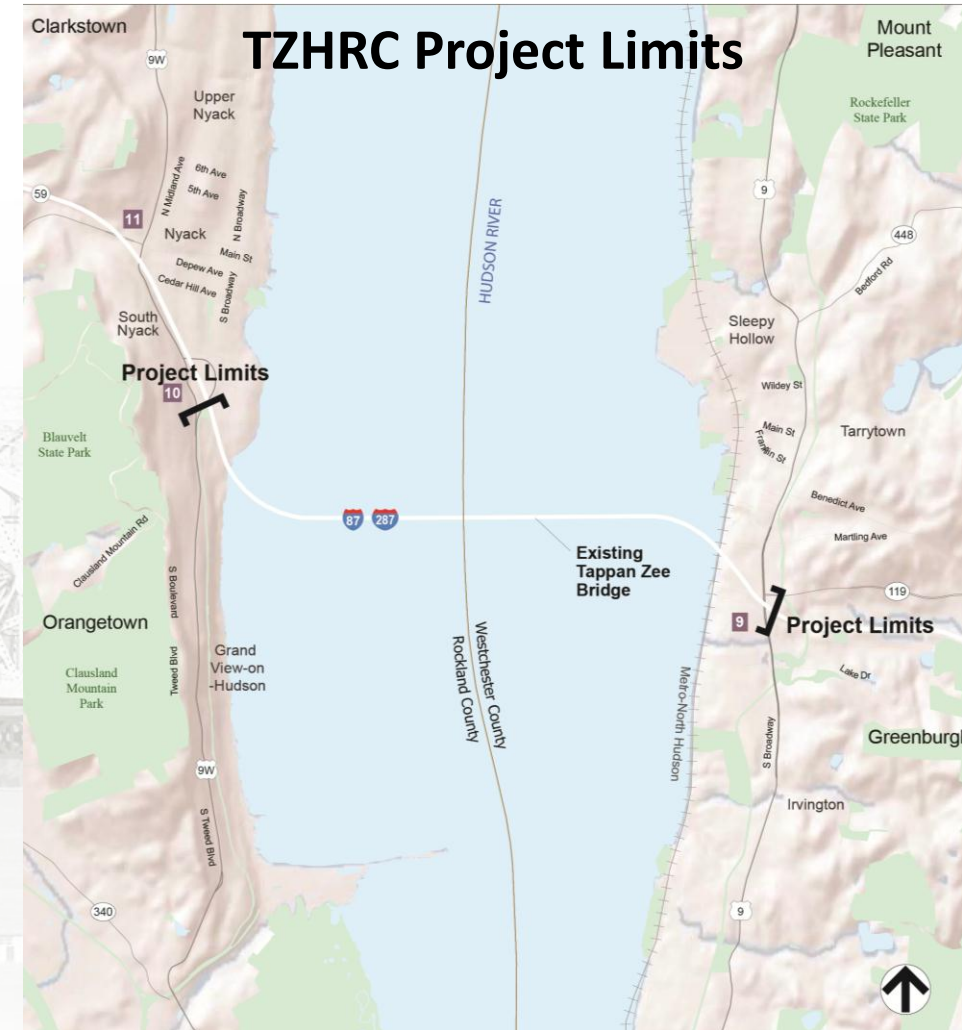 TZHRC Project Limits
Clarkstown
9W
Upper
Nyack
Mount
Pleasant
Rockefeller
State Park
6th Ave
5th Ave
N Midland Ave
N Broadway
59
11
Nyack
Main St
Depew Ave
Cedar Hill Ave
S Broadway
HUDSON RIVER
9
448
Bedford Rd
South
Nyack
Sleepy
Hollow
Project Limits
10
Wildey St
Main St
Franklin St
Tarrytown
Blauvelt
State Park
Benedict Ave
Martling Ave
87
287
Existing
Tappan Zee
Bridge
Clausland Mountain Rd
S Boulevard
119
9
Project Limits
Orangetown
Tweed Blvd
Grand
View-on
-Hudson
Westchester County
Rockland County
Clausland
Mountain
Park
Metro-North Hudson
Lake Dr
S Broadway
Greenburgh
9W
Irvington
S Tweed Blvd
340
9